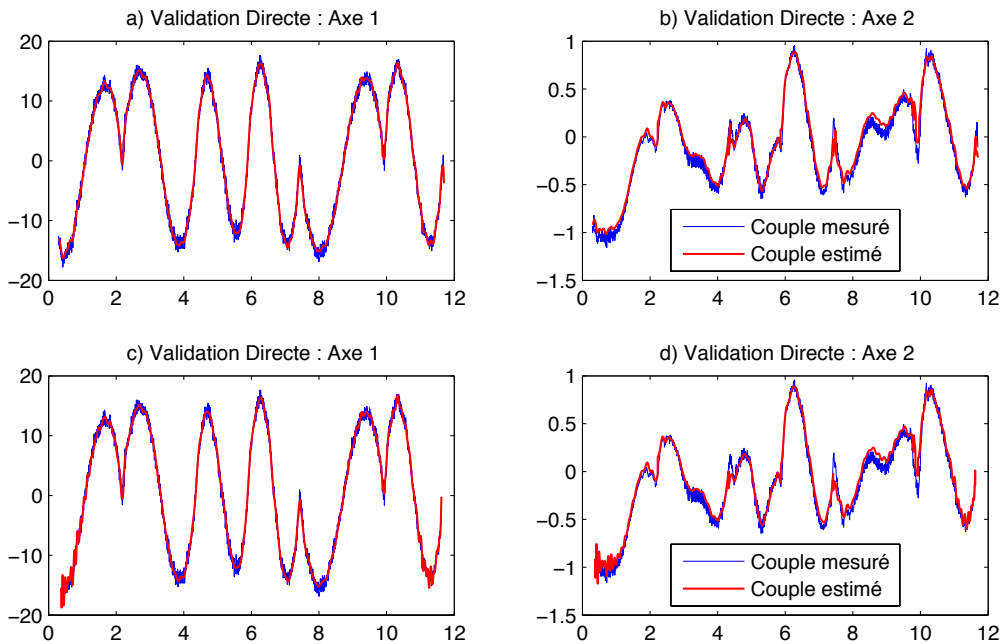 a) Validation Directe : Axe 1
20
10
0
−10
−20
0 2 4 6 8 10 12
b) Validation Directe : Axe 2
1
0.5
0
−0.5
−1
−1.5
0 2 4 6 8 10 12
Couple mesuré
Couple estimé
c) Validation Directe : Axe 1
20
10
0
−10
−20
0 2 4 6 8 10 12
d) Validation Directe : Axe 2
1
0.5
0
−0.5
−1
−1.5
0 2 4 6 8 10 12
Couple mesuré
Couple estimé